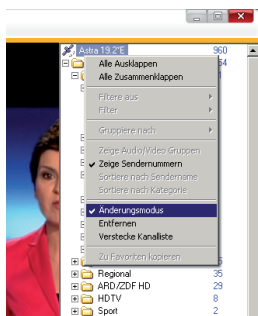 Astra 19.2°E 960
Alle Ausklappen
Alle Zusammenklappen
Filtere aus
Filter
Gruppiere nach
Zeige Audio/Video Gruppen
Zeige Sendernummern
Sortiere nach Sendername
Sortiere nach Kategorie
Änderungsmodus
Entfernen
Verstecke Kanalliste
Zu Favoriten kopieren
Regional 35
ARD/ZDF HD 29
HDTV 8
Sport 2